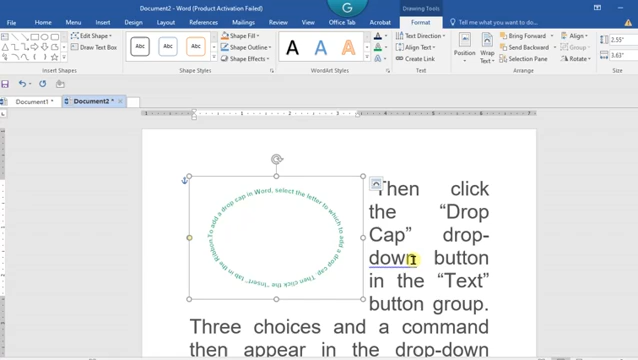 Document2 - Word (Product Activation Failed)
Drawing Tools
File
Home
Menu
Insert
Design
Layout
References
Mailings
Review
View
Office Tab
Acrobat
Format
Tell me what you want to do...
Edit Shape
Draw Text Box
Insert Shapes
Abc
Abc
Abc
Shape Fill
Shape Outline
Shape Effects
Shape Styles
A
A
A
WordArt Styles
Text Direction
Align Text
Create Link
Text
Position
Wrap Text
Bring Forward
Send Backward
Selection Pane
Align
Rotate
Arrange
2.55"
3.63"
Size
Document1 *
Document2 *
To add a drop cap in Word, select the letter to which to add a drop cap. Then click the "Insert" tab in the Ribbon.
Then click
the “Drop
Cap” drop-
down button
in the “Text”
button group.
Three choices and a command
then appear in the drop-down